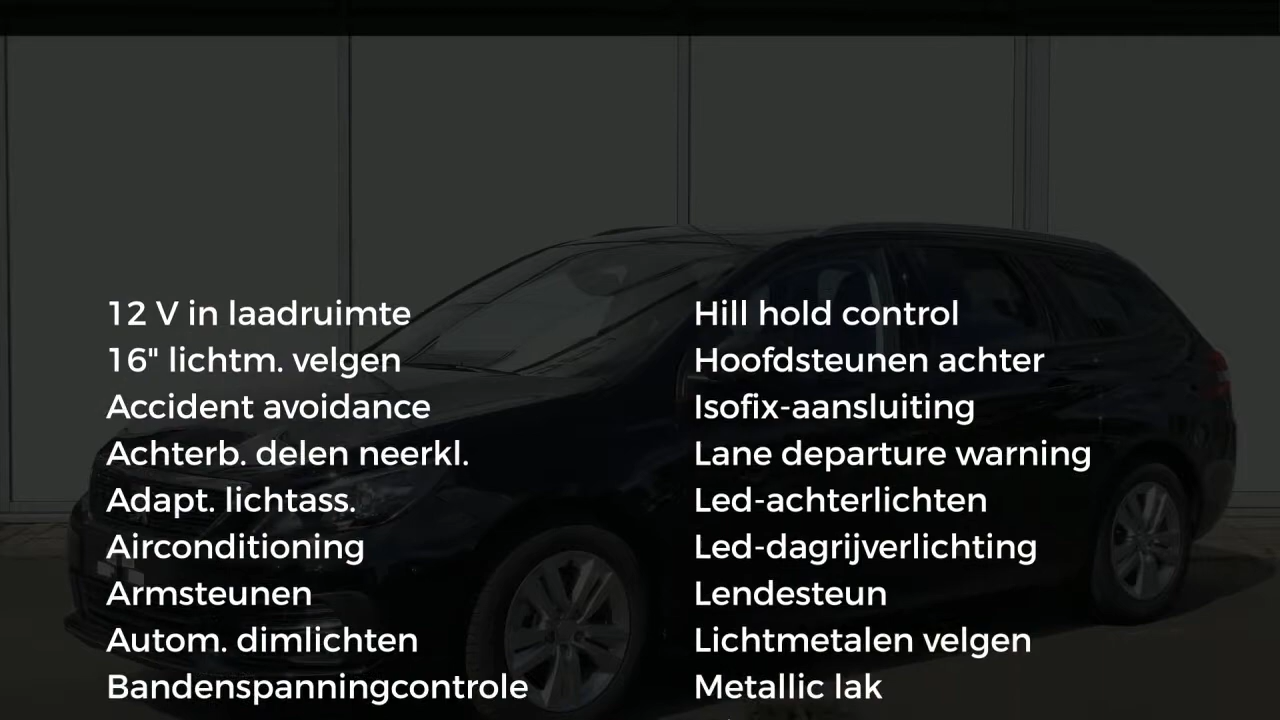 12 V in laadruimte
16" lichtm. velgen
Accident avoidance
Achterb. delen neerkl.
Adapt. lichtass.
Airconditioning
Armsteunen
Autom. dimlichten
Bandenspanningcontrole
Hill hold control
Hoofdsteunen achter
Isofix-aansluiting
Lane departure warning
Led-achterlichten
Led-dagrijverlichting
Lendesteun
Lichtmetalen velgen
Metallic lak